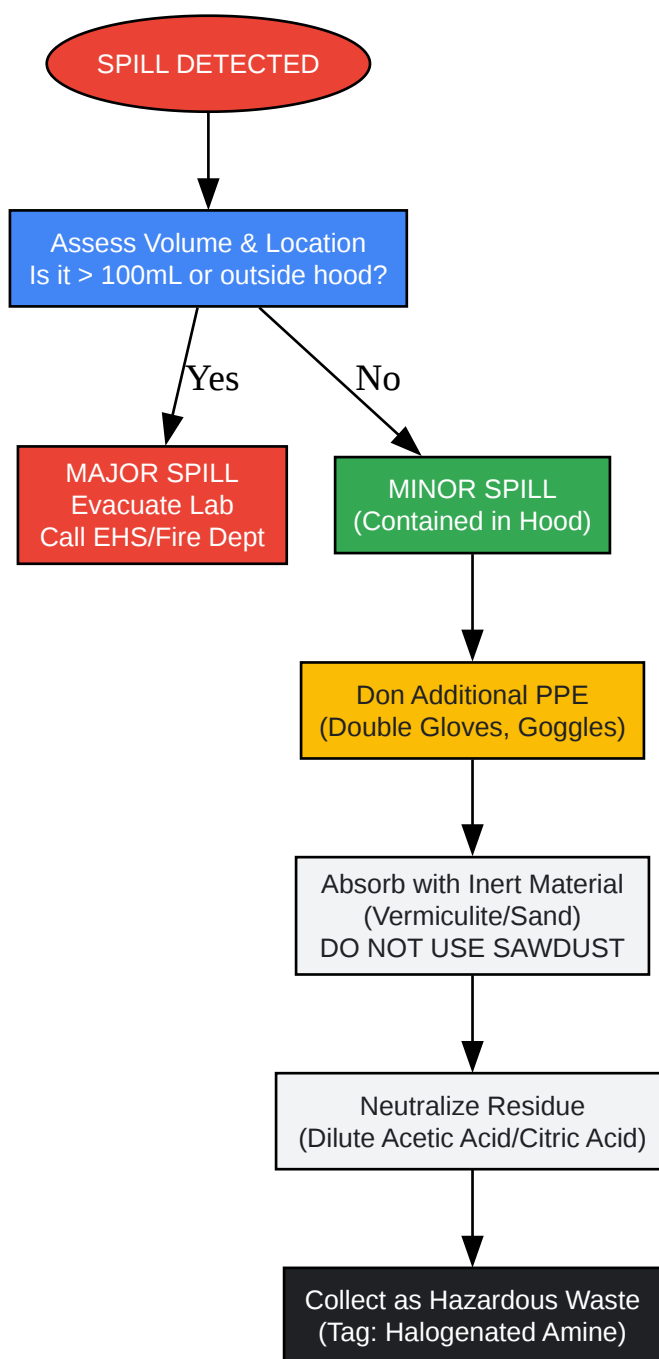 SPILL DETECTED
Assess Volume & Location
Is it > 100mL or outside hood?
Yes
No
MAJOR SPILL
Evacuate Lab
Call EHS/Fire Dept
MINOR SPILL
(Contained in Hood)
Don Additional PPE
(Double Gloves, Goggles)
Absorb with Inert Material
(Vermiculite/Sand)
DO NOT USE SAWDUST
Neutralize Residue
(Dilute Acetic Acid/Citric Acid)
Collect as Hazardous Waste
(Tag: Halogenated Amine)